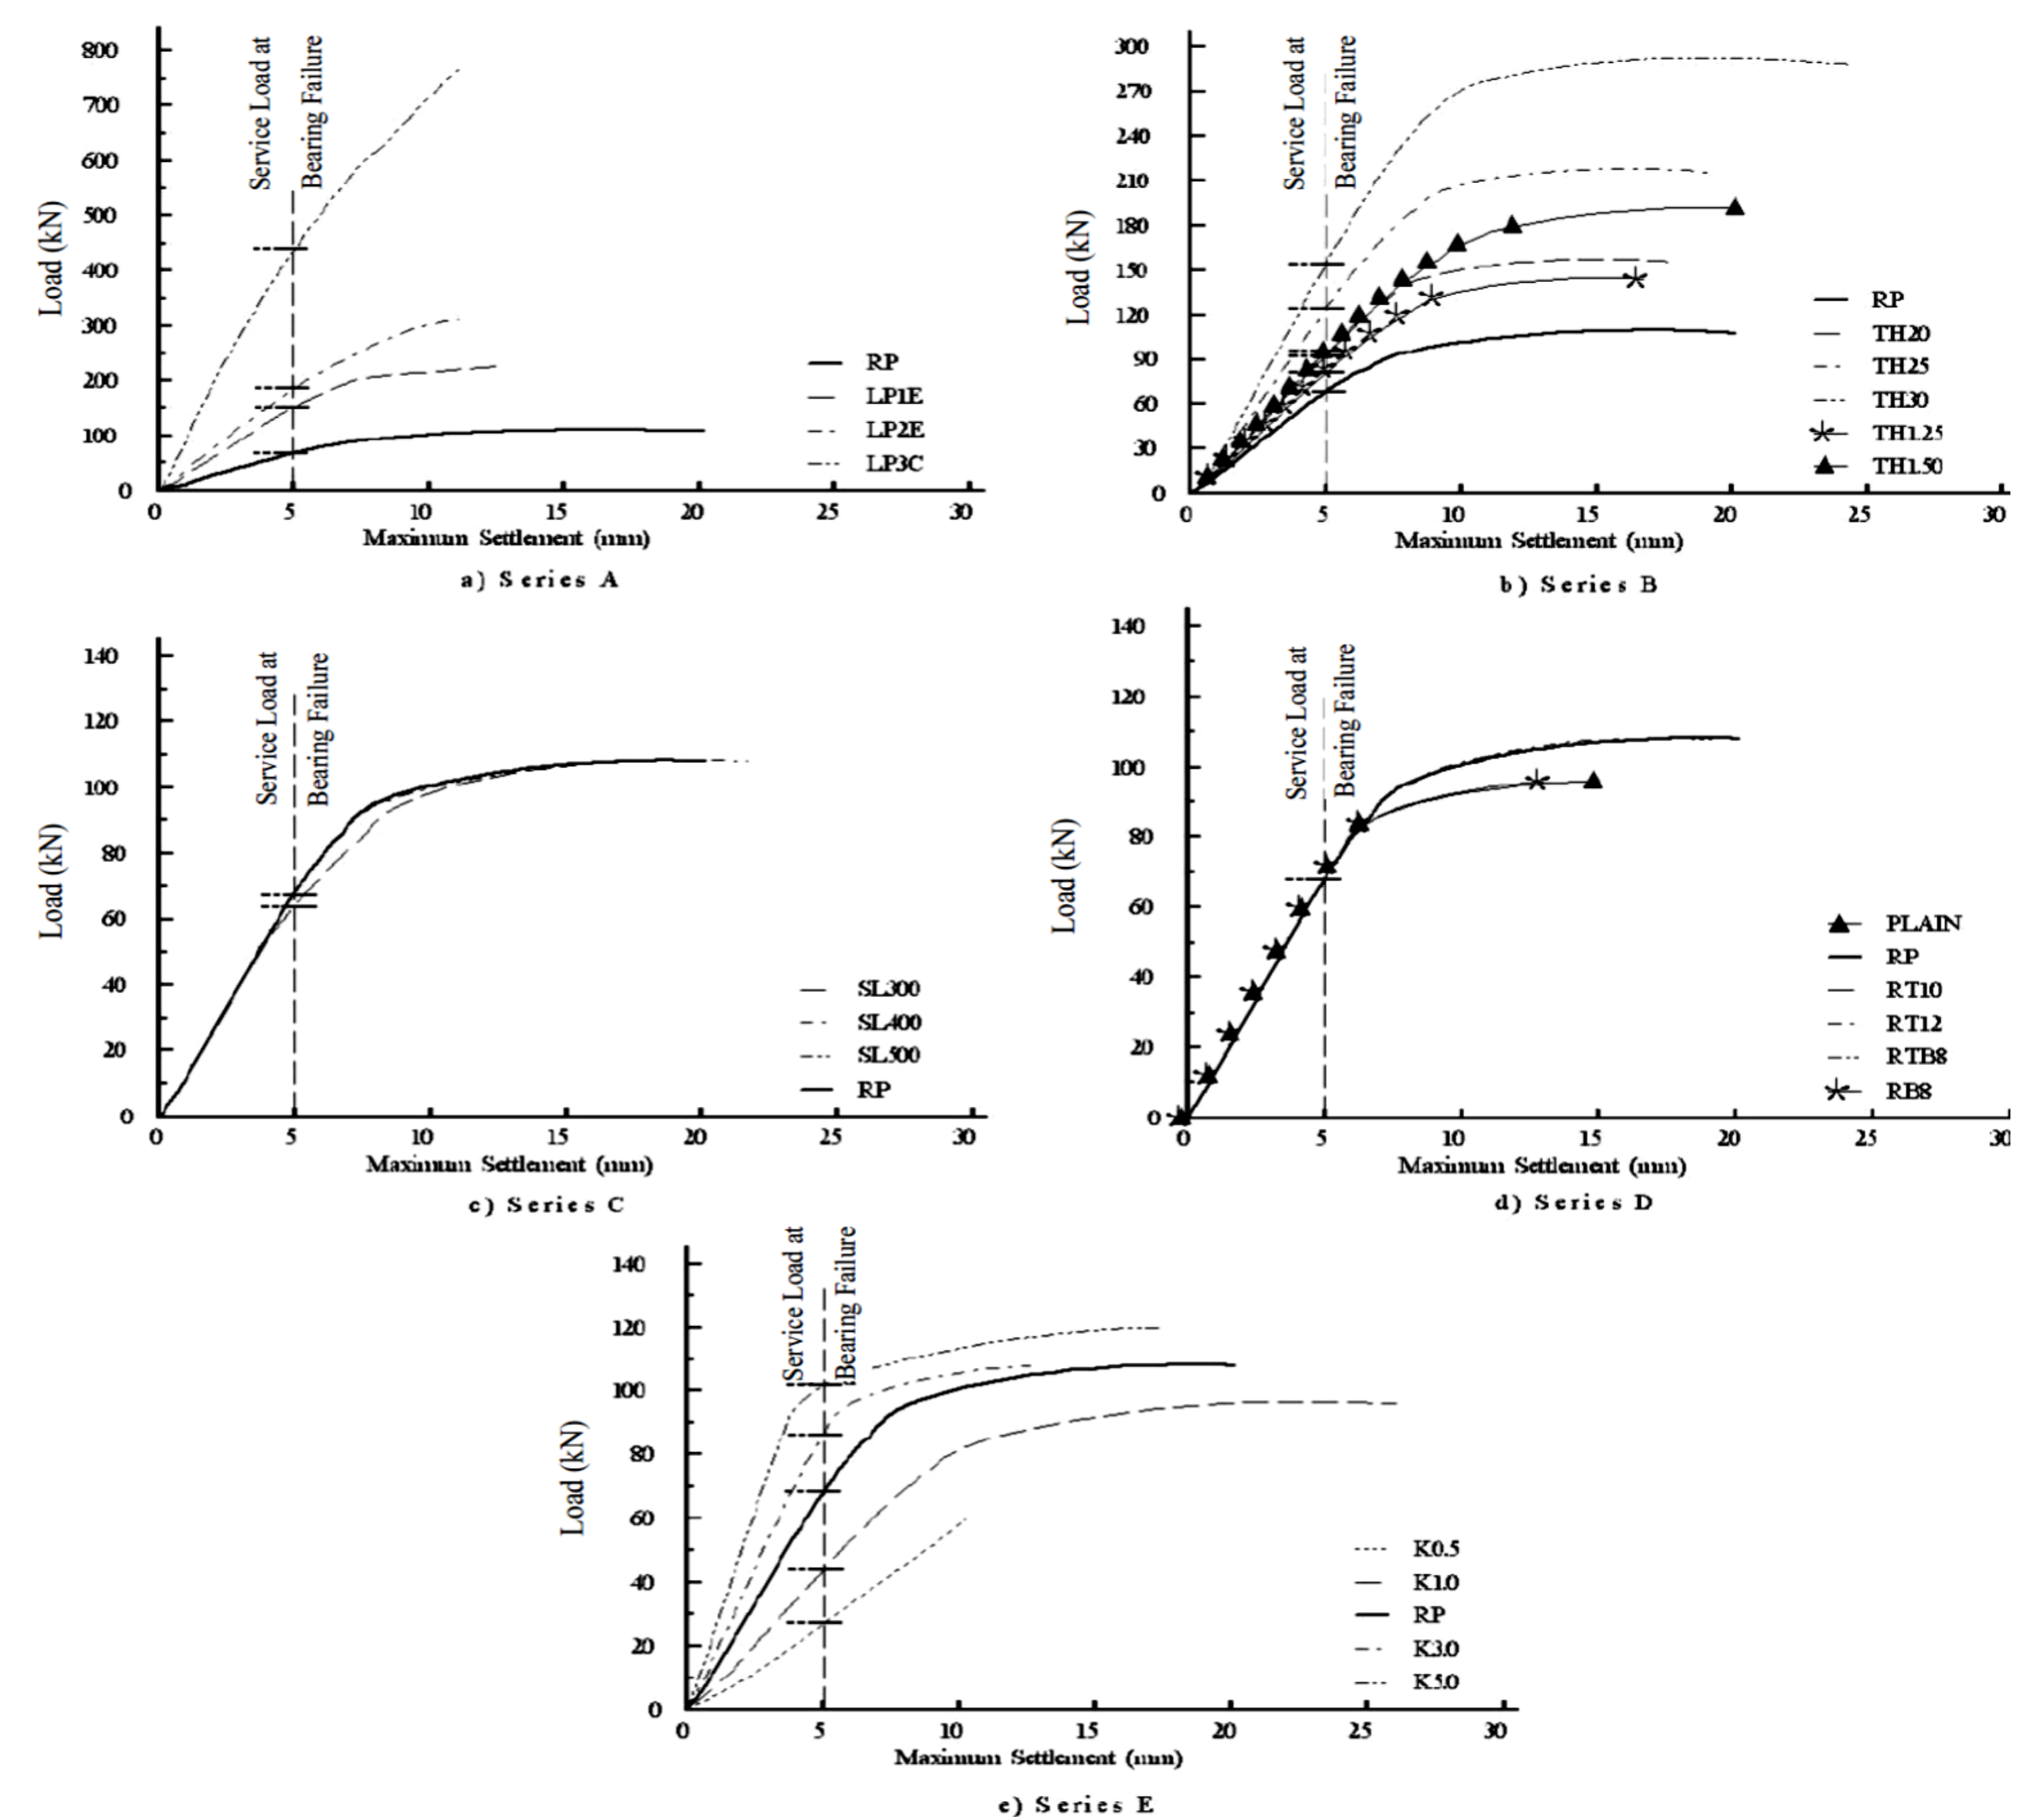 800
700
600
500
400
300
200
100
0
Load (kN)
Service Load at
Bearing Failure
RP
LP1E
LP2E
LP3C
0 5 10 15 20 25 30
Maximum Settlement (mm)
a) Series A
300
270
240
210
180
150
120
90
60
30
0
Load (kN)
Service Load at
Bearing Failure
RP
TH20
TH25
TH30
TH1.25
TH1.50
0 5 10 15 20 25 30
Maximum Settlement (mm)
b) Series B
140
120
100
80
60
40
20
0
Load (kN)
Service Load at
Bearing Failure
SL300
SL400
SL500
RP
0 5 10 15 20 25 30
Maximum Settlement (mm)
c) Series C
140
120
100
80
60
40
20
0
Load (kN)
Service Load at
Bearing Failure
PLAIN
RP
RT10
RT12
RTB8
RB8
0 5 10 15 20 25 30
Maximum Settlement (mm)
d) Series D
140
120
100
80
60
40
20
0
Load (kN)
Service Load at
Bearing Failure
K0.5
K1.0
RP
K3.0
K5.0
0 5 10 15 20 25 30
Maximum Settlement (mm)
e) Series E